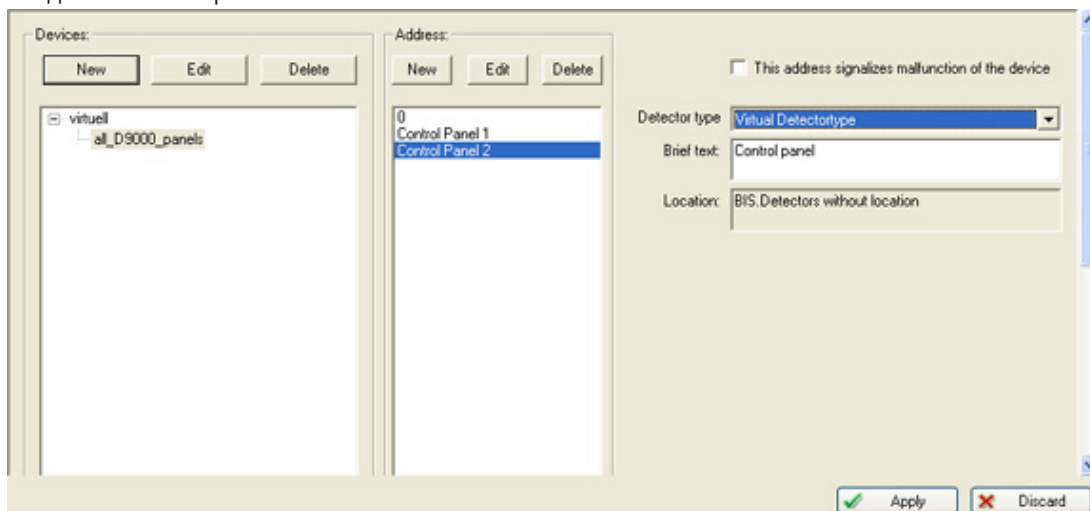 Devices:
New Edit Delete
virtuell
all_D9000_panels
Address:
New Edit Delete
0
Control Panel 1
Control Panel 2
This address signalizes malfunction of the device
Detector type Virtual Detectortype
Brief text: Control panel
Location: BIS.Detectors without location
Apply Discard